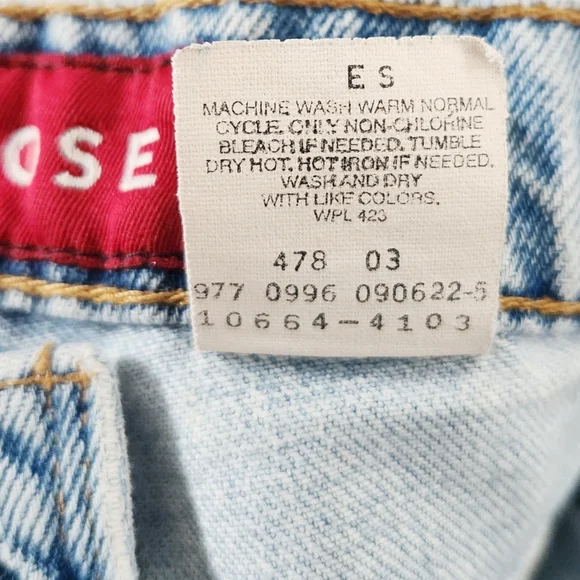 OSE
E S
MACHINE WASH WARM NORMAL
CYCLE. ONLY NON-CHLORINE
BLEACH IF NEEDED. TUMBLE
DRY HOT. HOT IRON IF NEEDED.
WASH AND DRY
WITH LIKE COLORS.
WPL 423
478 03
977 0996 090622-5
10664-4103